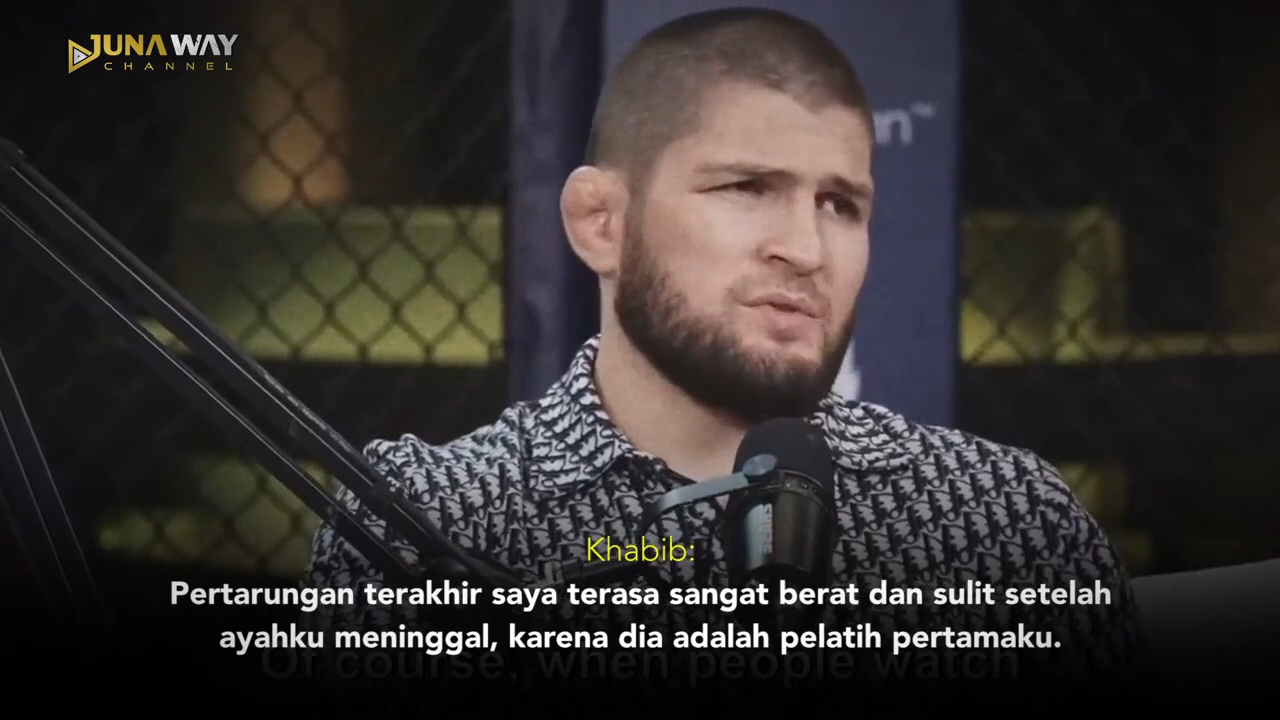 JUNA WAY
CHANNEL
Khabib:
Pertarungan terakhir saya terasa sangat berat dan sulit setelah
ayahku meninggal, karena dia adalah pelatih pertamaku.
Of course, when people watch